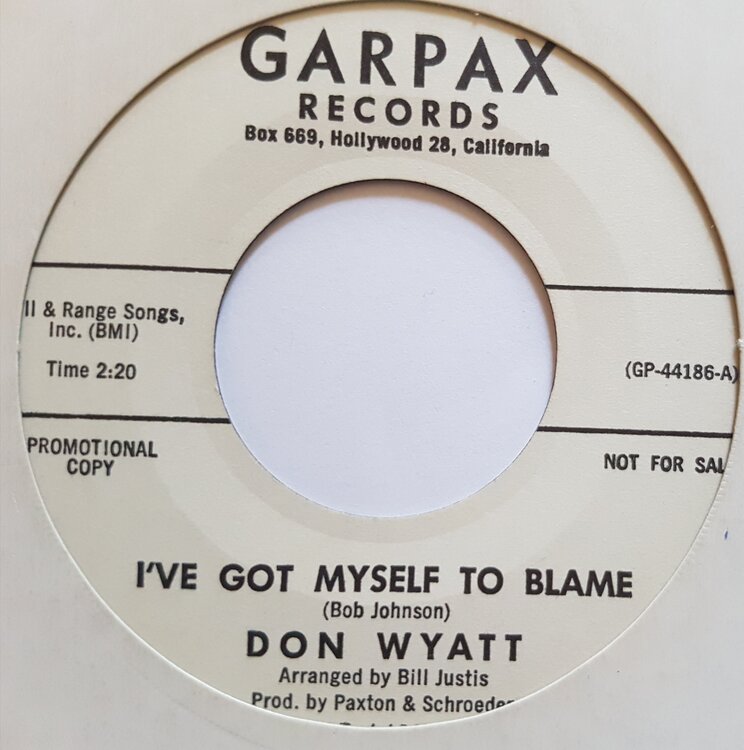 GARPAX
RECORDS
Box 669, Hollywood 28, California
ll & Range Songs,
Inc. (BMI)
Time 2:20
(GP-44186-A)
PROMOTIONAL
COPY
NOT FOR SAL
I'VE GOT MYSELF TO BLAME
(Bob Johnson)
DON WYATT
Arranged by Bill Justis
Prod. by Paxton & Schroeder